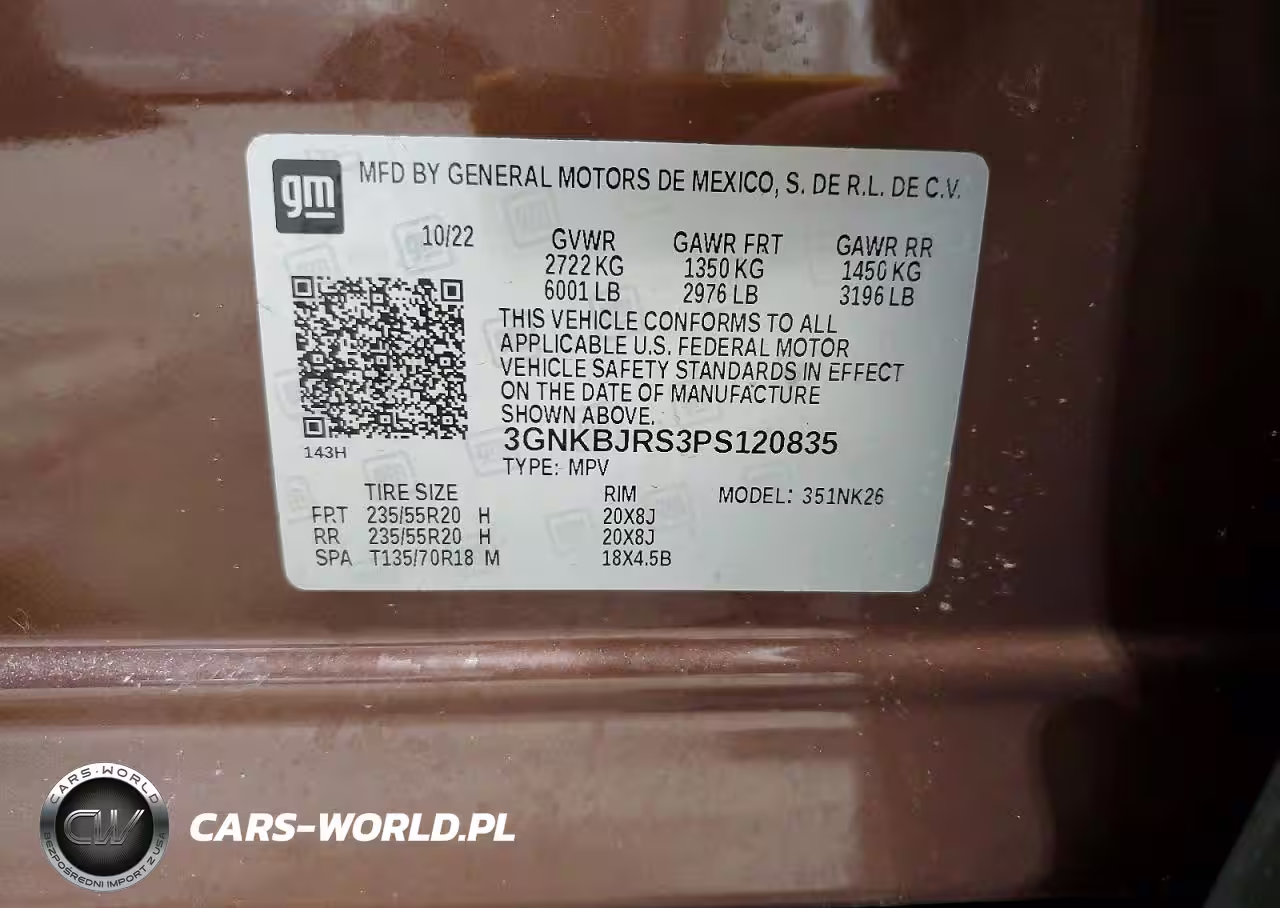 gm
MFD BY GENERAL MOTORS DE MEXICO, S. DE R.L. DE C.V.
10/22 GVWR GAWR FRT GAWR RR
2722 KG 1350 KG 1450 KG
6001 LB 2976 LB 3196 LB
THIS VEHICLE CONFORMS TO ALL
APPLICABLE U.S. FEDERAL MOTOR
VEHICLE SAFETY STANDARDS IN EFFECT
ON THE DATE OF MANUFACTURE
SHOWN ABOVE.
3GNKBJRS3PS120835
143H
TYPE: MPV
TIRE SIZE RIM MODEL: 351NK26
FRT 235/55R20 H 20X8J
RR 235/55R20 H 20X8J
SPA T135/70R18 M 18X4.5B
CARS-WORLD
CW
BEZPOŚREDNI IMPORT Z USA
CARS-WORLD.PL